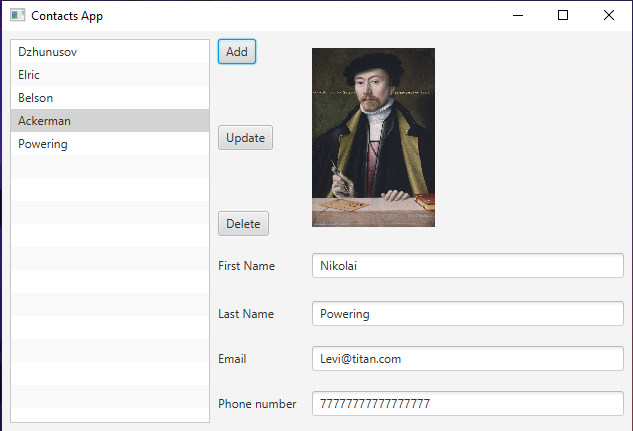 Contacts App
Dzhunusov
Elric
Belson
Ackerman
Powering
Add
Update
Delete
First Name
Nikolai
Last Name
Powering
Email
Levi@titan.com
Phone number
77777777777777777